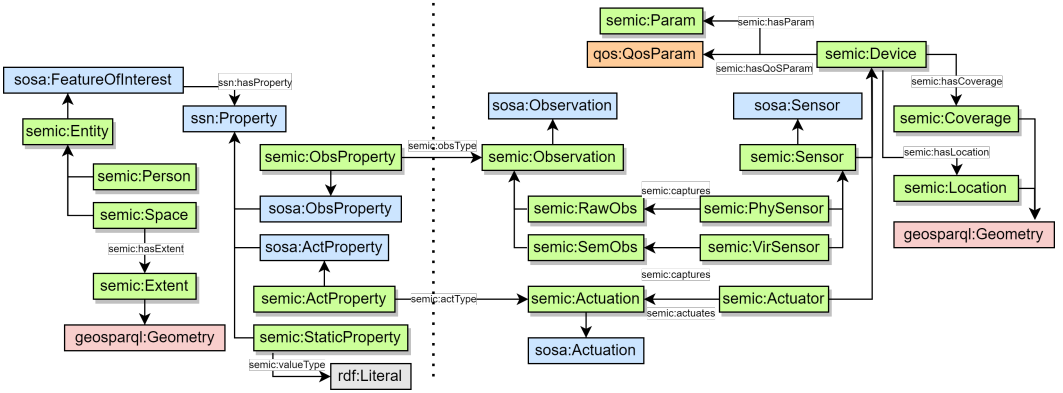 semic:Param
semic:hasParam
qos:QosParam
semic:Device
semic:hasQoSParam
sosa:FeatureOfInterest
ssn:hasProperty
semic:hasCoverage
ssn:Property
sosa:Observation
sosa:Sensor
semic:Entity
semic:Coverage
semic:obsType
semic:ObsProperty
semic:Observation
semic:Sensor
semic:hasLocation
semic:Person
semic:captures
semic:Location
semic:Space
sosa:ObsProperty
semic:RawObs
semic:PhySensor
geosparql:Geometry
semic:hasExtent
sosa:ActProperty
semic:SemObs
semic:VirSensor
semic:captures
semic:Extent
semic:ActProperty
semic:actType
semic:Actuation
semic:Actuator
semic:actuates
geosparql:Geometry
semic:StaticProperty
sosa:Actuation
semic:valueType
rdf:Literal